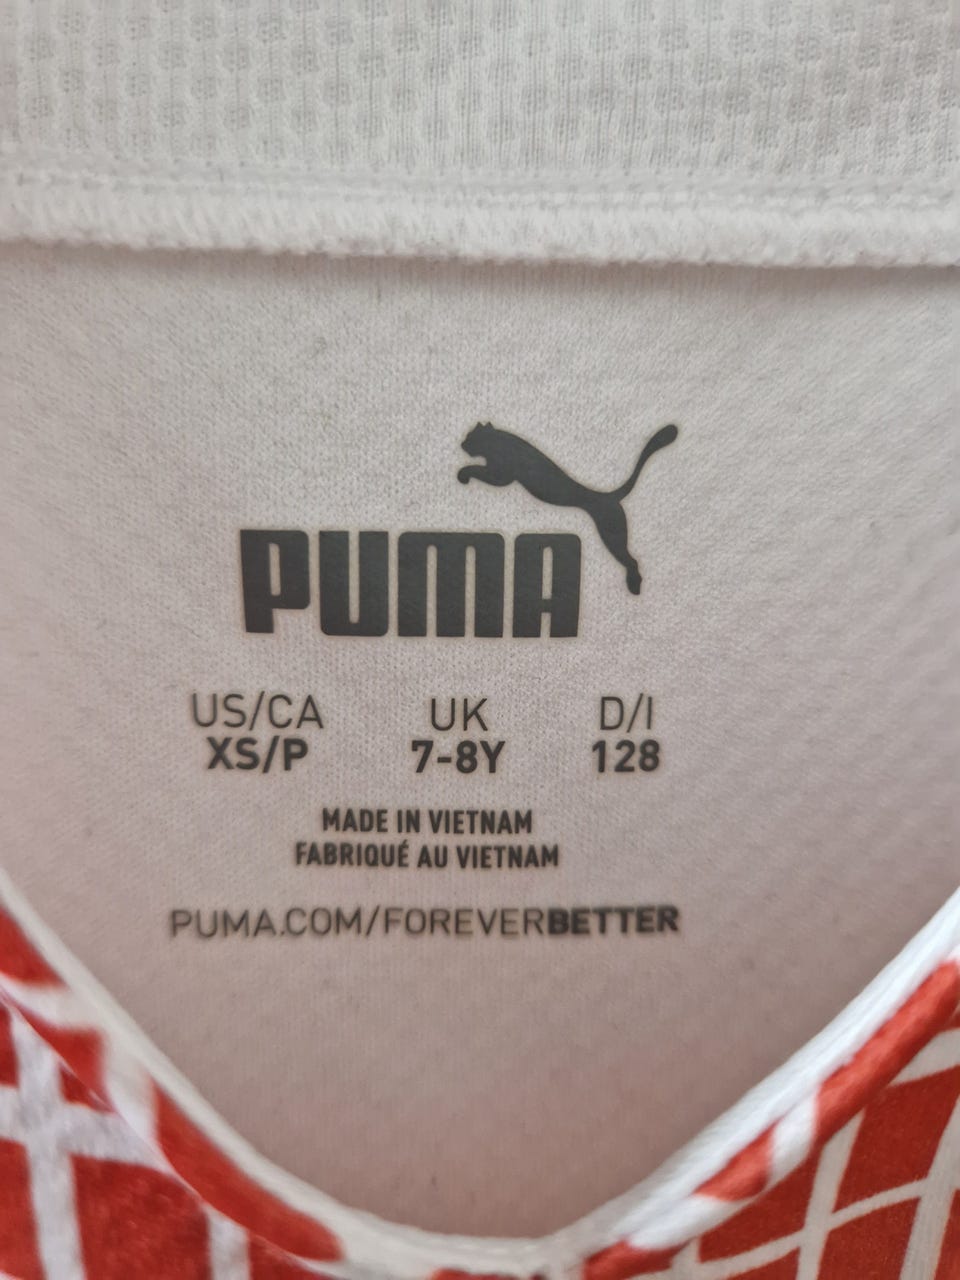 PUMA
US/CA UK D/I
XS/P 7-8Y 128
MADE IN VIETNAM
FABRIQUÉ AU VIETNAM
PUMA.COM/FOREVERBETTER